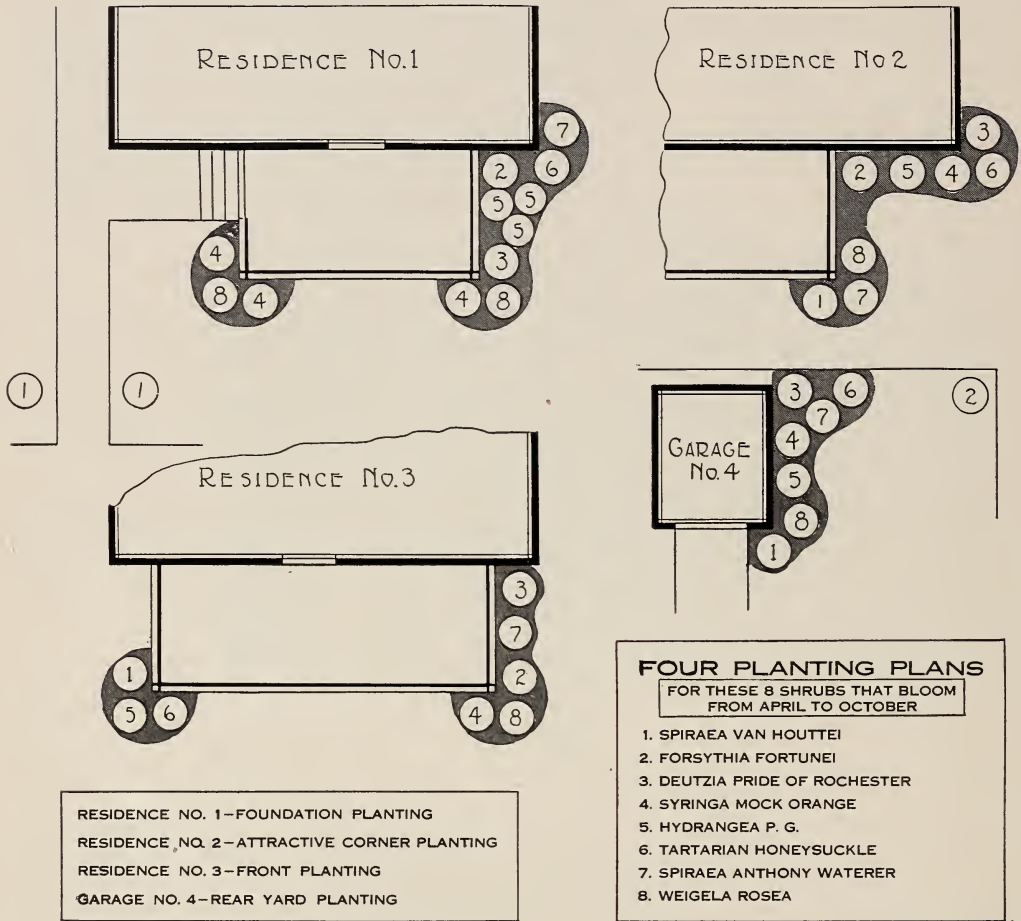 RESIDENCE NO.1
7
2
6
5
5
5
3
4
8
4
8
4
1
1
RESIDENCE NO 2
3
2
5
4
6
8
1
7
RESIDENCE NO.3
3
7
2
4
8
1
5
6
GARAGE
NO.4
3
6
7
4
5
8
1
2
RESIDENCE NO. 1-FOUNDATION PLANTING
RESIDENCE NO. 2-ATTRACTIVE CORNER PLANTING
RESIDENCE NO. 3-FRONT PLANTING
GARAGE NO. 4-REAR YARD PLANTING
FOUR PLANTING PLANS
FOR THESE 8 SHRUBS THAT BLOOM
FROM APRIL TO OCTOBER
1. SPIRAEA VAN HOUTTEI
2. FORSYTHIA FORTUNEI
3. DEUTZIA PRIDE OF ROCHESTER
4. SYRINGA MOCK ORANGE
5. HYDRANGEA P. G.
6. TARTARIAN HONEYSUCKLE
7. SPIRAEA ANTHONY WATERER
8. WEIGELA ROSEA